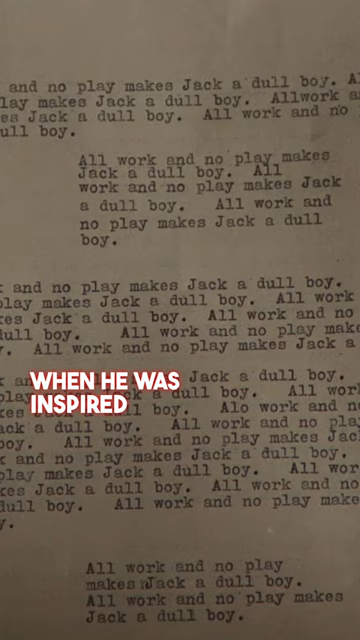 and no play makes Jack a dull boy.
play makes Jack a dull boy.  Allwork
es Jack a dull boy.  All work and no
ull boy.
All work and no play makes
Jack a dull boy.  All
work and no play makes Jack
a dull boy.   All work and
no play makes Jack a dull
boy.
and no play makes Jack a dull boy.
play makes Jack a dull boy.  All work
kes Jack a dull boy.  All work and no
dull boy.   All work and no play make
y.  All work and no play makes Jack a
Jack a dull boy.
dull boy.  All wor
boy.   Alo work and n
ack a dull boy.   All work and no play
boy.   All work and no play makes Jac
k and no play makes Jack a dull boy.
play makes Jack a dull boy.  All wor
kes Jack a dull boy.  All work and no
dull boy.   All work and no play make
y.
WHEN HE WAS
INSPIRED
All work and no play
makes Jack a dull boy.
All work and no play makes
Jack a dull boy.